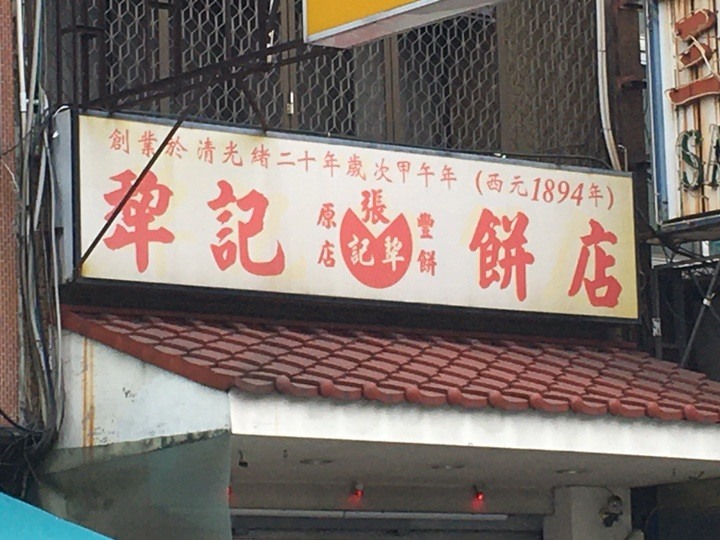 創業於清光緒二十年歲次甲午年(西元1894年)
犂記 餅店
張
豐原
犂記
餅店